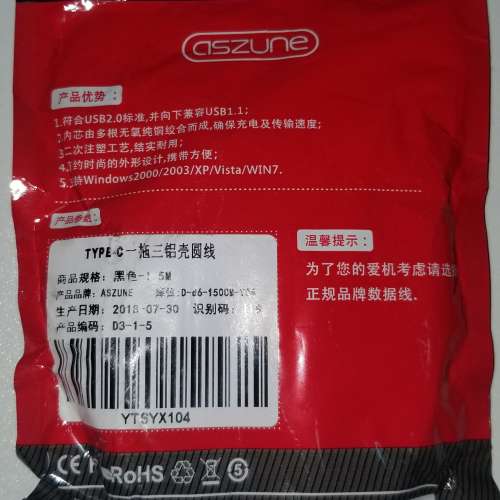 aszune
产品优势：
1.符合USB2.0标准,并向下兼容USB1.1;
2.内芯由多根无氧纯铜绞合而成,确保充电及传输速度;
3.二次注塑工艺,结实耐用;
4.简约时尚的外形设计,携带方便;
5.支持Windows2000/2003/XP/Vista/WIN7.
产品参数：
TYPE-C一拖三铝壳圆线
商品规格: 黑色-1.5M
产品品牌: ASZUNE
生产日期: 2018-07-30 识别码:
产品编码: D3-1-5
YTSYX104
温馨提示：
为了您的爱机考虑请选
正规品牌数据线.
CE RoHS 5